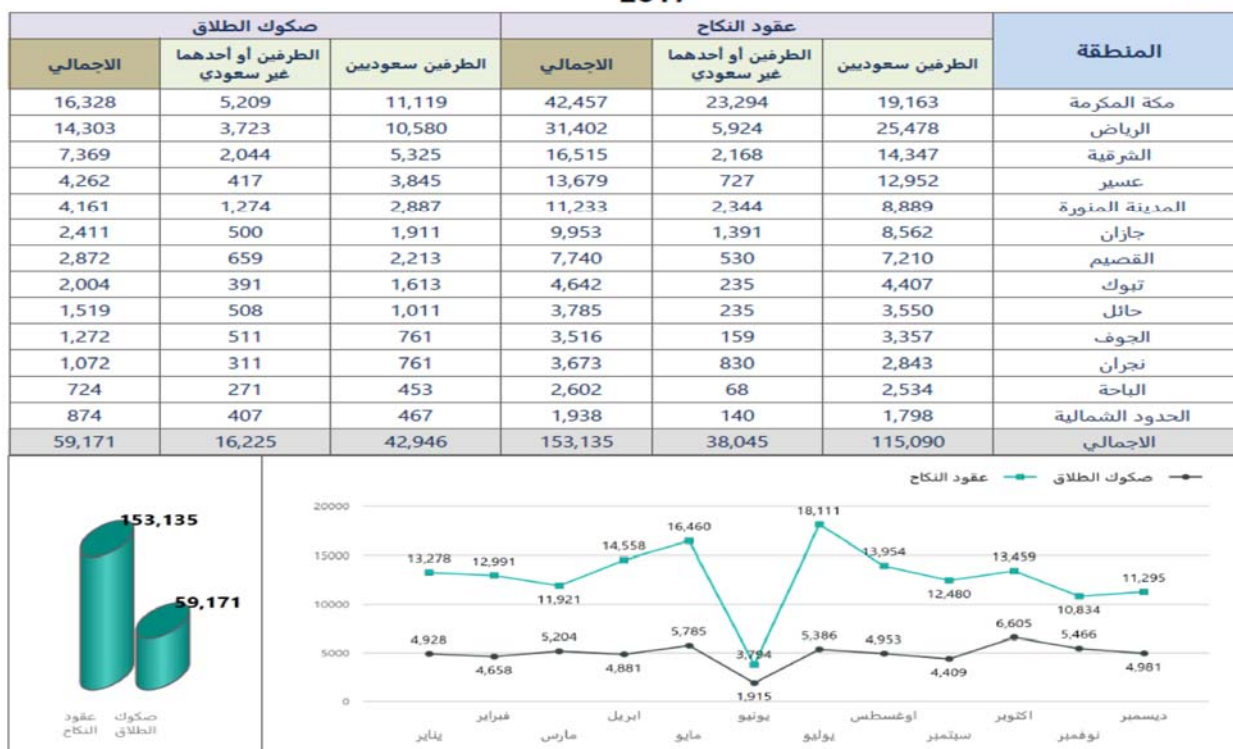 المنطقة عقود النكاح صكوك الطلاق
الطرفين سعوديين الطرفين أو أحدهما غير سعودي الاجمالي الطرفين سعوديين الطرفين أو أحدهما غير سعودي الاجمالي
مكة المكرمة 19,163 23,294 42,457 11,119 5,209 16,328
الرياض 25,478 5,924 31,402 10,580 3,723 14,303
الشرقية 14,347 2,168 16,515 5,325 2,044 7,369
عسير 12,952 727 13,679 3,845 417 4,262
المدينة المنورة 8,889 2,344 11,233 2,887 1,274 4,161
جازان 8,562 1,391 9,953 1,911 500 2,411
القصيم 7,210 530 7,740 2,213 659 2,872
تبوك 4,407 235 4,642 1,613 391 2,004
حائل 3,550 235 3,785 1,011 508 1,519
الجوف 3,357 159 3,516 761 511 1,272
نجران 2,843 830 3,673 761 311 1,072
الباحة 2,534 68 2,602 453 271 724
الحدود الشمالية 1,798 140 1,938 467 407 874
الاجمالي 115,090 38,045 153,135 42,946 16,225 59,171
صكوك الطلاق عقود النكاح
20000
15000
10000
5000
0
13,278 12,991 11,921 14,558 16,460 3,794 18,111 13,954 12,480 13,459 10,834 11,295
4,928 4,658 5,204 4,881 5,785 1,915 5,386 4,953 4,409 6,605 5,466 4,981
يناير فبراير مارس ابريل مايو يونيو يوليو اوغسطس سيتمبر اكتوبر نوفمبر ديسمبر
153,135
59,171
عقود النكاح
صكوك الطلاق